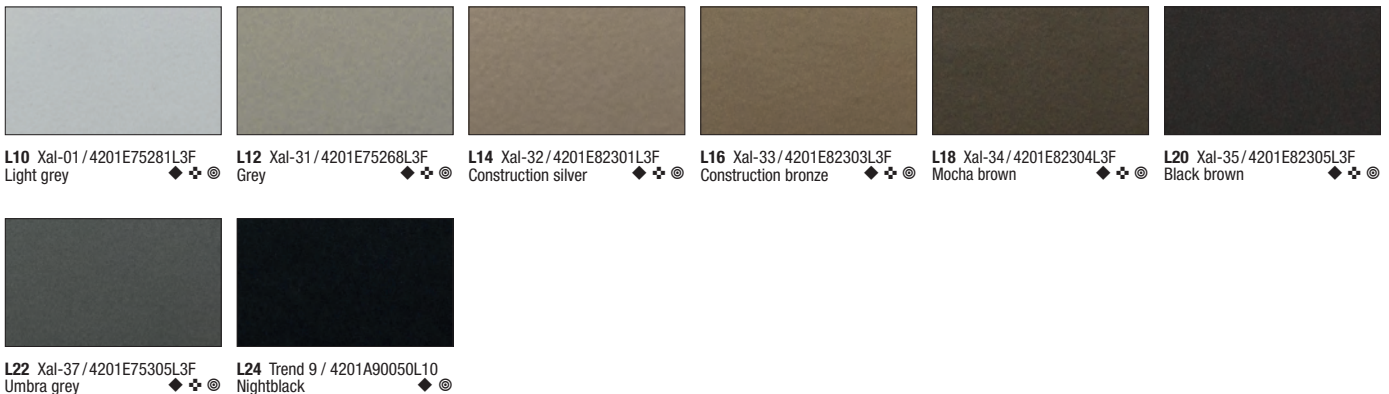 L10 Xal-01 / 4201E75281L3F
Light grey ◆ ✣ ◎
L12 Xal-31 / 4201E75268L3F
Grey ◆ ✣ ◎
L14 Xal-32 / 4201E82301L3F
Construction silver ◆ ✣ ◎
L16 Xal-33 / 4201E82303L3F
Construction bronze ◆ ✣ ◎
L18 Xal-34 / 4201E82304L3F
Mocha brown ◆ ✣ ◎
L20 Xal-35 / 4201E82305L3F
Black brown ◆ ✣ ◎
L22 Xal-37 / 4201E75305L3F
Umbra grey ◆ ✣ ◎
L24 Trend 9 / 4201A90050L10
Nightblack ◆ ◎